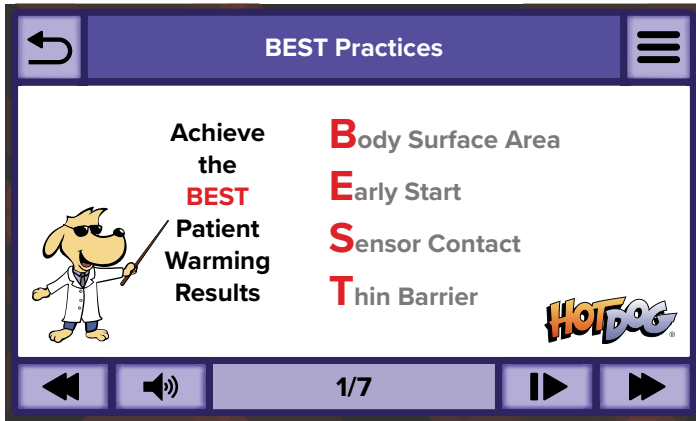 BEST Practices
Achieve
the
BEST
Patient
Warming
Results
Body Surface Area
Early Start
Sensor Contact
Thin Barrier
HOTDOG
1/7